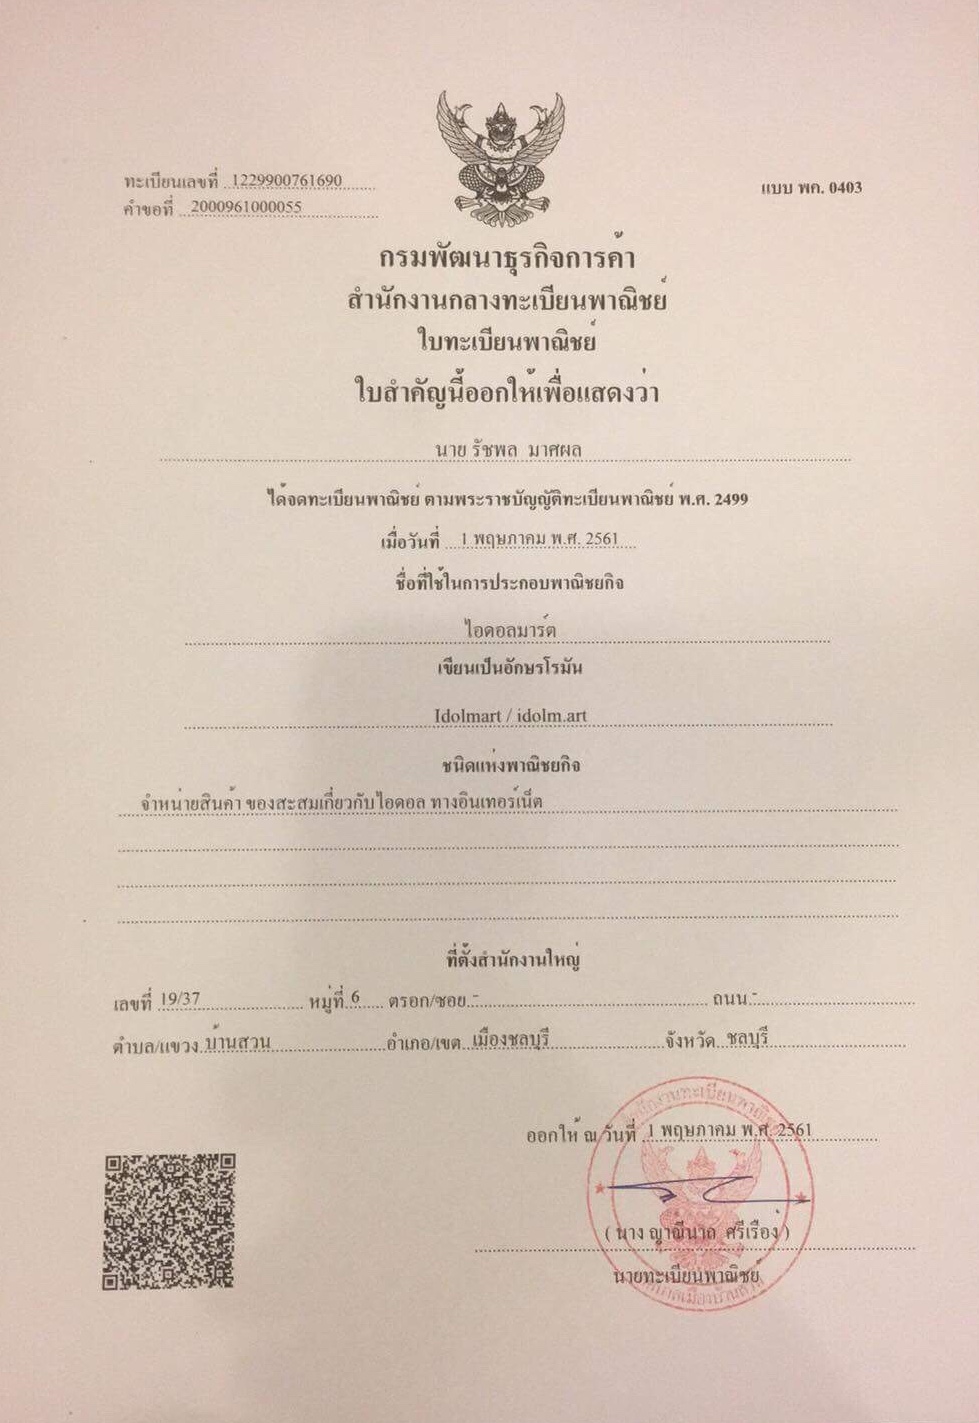 ทะเบียนเลขที่ 1229900761690
คำขอที่ 2000961000055
แบบ พค. 0403
กรมพัฒนาธุรกิจการค้า
สำนักงานกลางทะเบียนพาณิชย์
ใบทะเบียนพาณิชย์
ใบสำคัญนี้ออกให้เพื่อแสดงว่า
นาย รัชพล มาศผล
ได้จดทะเบียนพาณิชย์ ตามพระราชบัญญัติทะเบียนพาณิชย์ พ.ศ. 2499
เมื่อวันที่ 1 พฤษภาคม พ.ศ. 2561
ชื่อที่ใช้ในการประกอบพาณิชยกิจ
ไอดอลมาร์ต
เขียนเป็นอักษรโรมัน
Idolmart / idolm.art
ชนิดแห่งพาณิชยกิจ
จำหน่ายสินค้า ของสะสมเกี่ยวกับไอดอล ทางอินเทอร์เน็ต
ที่ตั้งสำนักงานใหญ่
เลขที่ 19/37 หมู่ที่ 6 ตรอก/ซอย - ถนน -
ตำบล/แขวง บ้านสวน อำเภอ/เขต เมืองชลบุรี จังหวัด ชลบุรี
ออกให้ ณ วันที่ 1 พฤษภาคม พ.ศ. 2561
( นาง ญาณีนาถ ศรีเรือง )
นายทะเบียนพาณิชย์